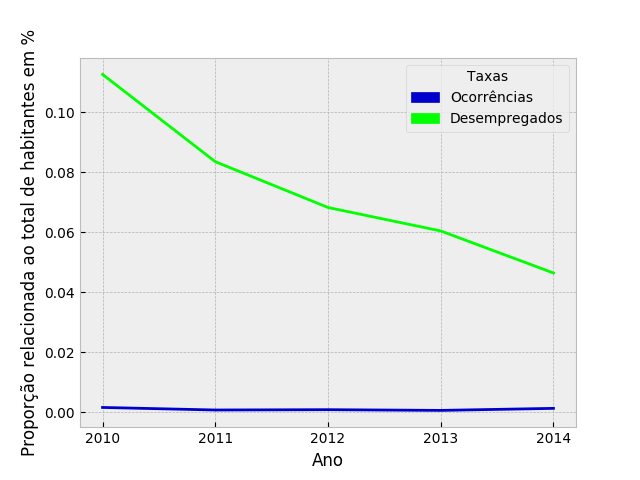 Proporção relacionada ao total de habitantes em %
0.10
0.08
0.06
0.04
0.02
0.00
Taxas
Ocorrências
Desempregados
2010 2011 2012 2013 2014
Ano